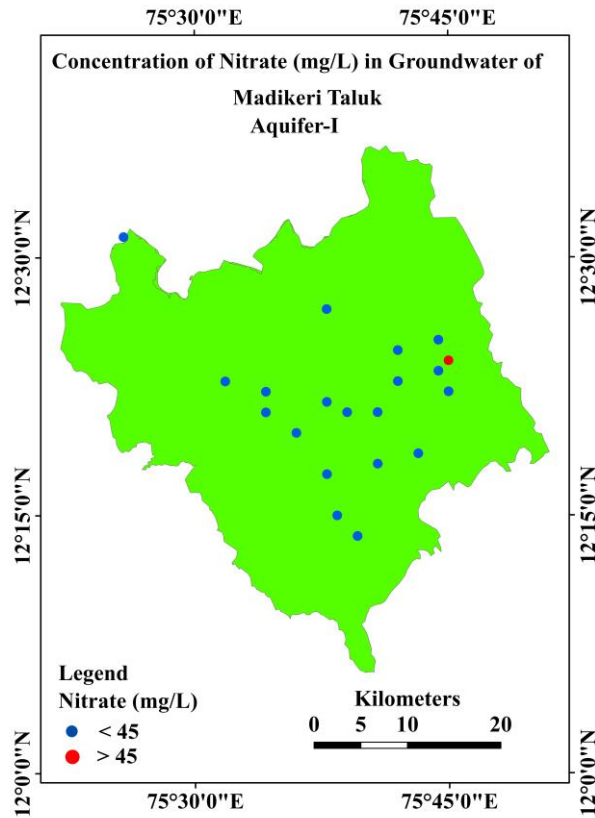 75°30'0"E
75°45'0"E
Concentration of Nitrate (mg/L) in Groundwater of
Madikeri Taluk
Aquifer-I
12°30'0"N
12°30'0"N
12°15'0"N
12°15'0"N
Legend
Nitrate (mg/L)
< 45
> 45
Kilometers
0 5 10 20
12°0'0"N
12°0'0"N
75°30'0"E
75°45'0"E